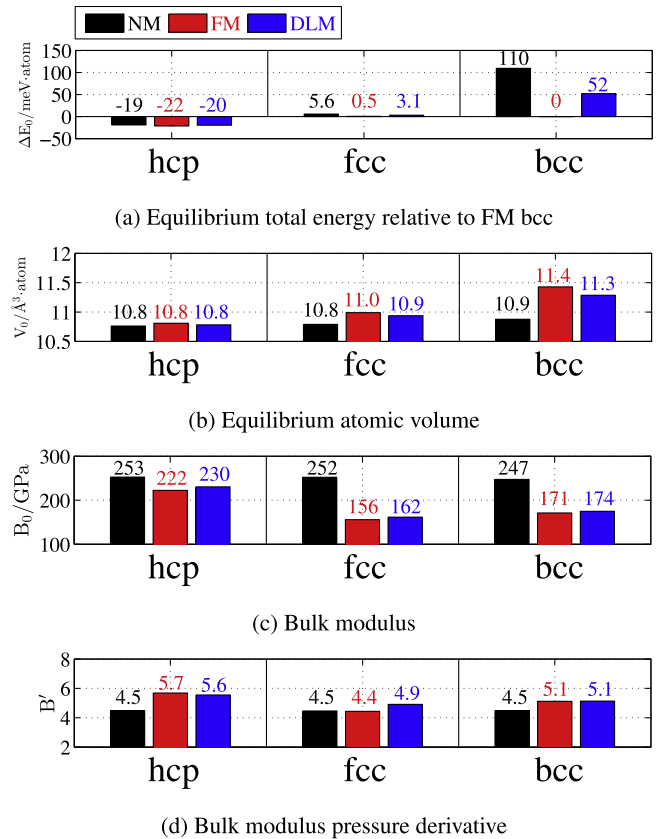 NM FM DLM
ΔE₀/meV·atom
150
100
50
0
−50
-19 -22 -20
5.6 0.5 3.1
110 0 52
hcp fcc bcc
(a) Equilibrium total energy relative to FM bcc
V₀/Å³·atom
12
11.5
11
10.5
10.8 10.8 10.8
10.8 11.0 10.9
10.9 11.4 11.3
hcp fcc bcc
(b) Equilibrium atomic volume
B₀/GPa
300
200
100
253 222 230
252 156 162
247 171 174
hcp fcc bcc
(c) Bulk modulus
B′
8
6
4
2
4.5 5.7 5.6
4.5 4.4 4.9
4.5 5.1 5.1
hcp fcc bcc
(d) Bulk modulus pressure derivative